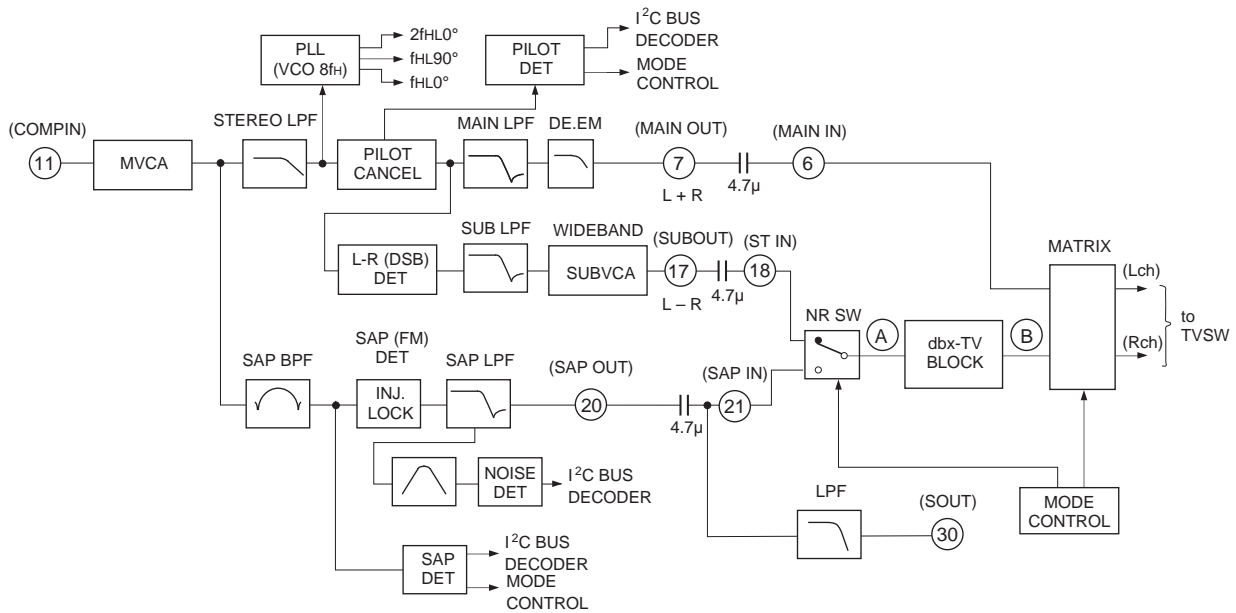 I²C BUS
DECODER
MODE
CONTROL
2fHL0°
fHL90°
fHL0°
PLL
(VCO 8fH)
PILOT
DET
(COMPIN)
11
MVCA
STEREO LPF
PILOT
CANCEL
MAIN LPF
DE.EM
(MAIN OUT)
7
L + R
4.7μ
(MAIN IN)
6
L-R (DSB)
DET
SUB LPF
WIDEBAND
SUBVCA
(SUBOUT)
17
L – R
4.7μ
(ST IN)
18
NR SW
A
dbx-TV
BLOCK
B
MATRIX
(Lch)
(Rch)
to
TVSW
SAP BPF
SAP (FM)
DET
INJ.
LOCK
SAP LPF
(SAP OUT)
20
4.7μ
(SAP IN)
21
NOISE
DET
I²C BUS
DECODER
LPF
(SOUT)
30
MODE
CONTROL
SAP
DET
I²C BUS
DECODER
MODE
CONTROL